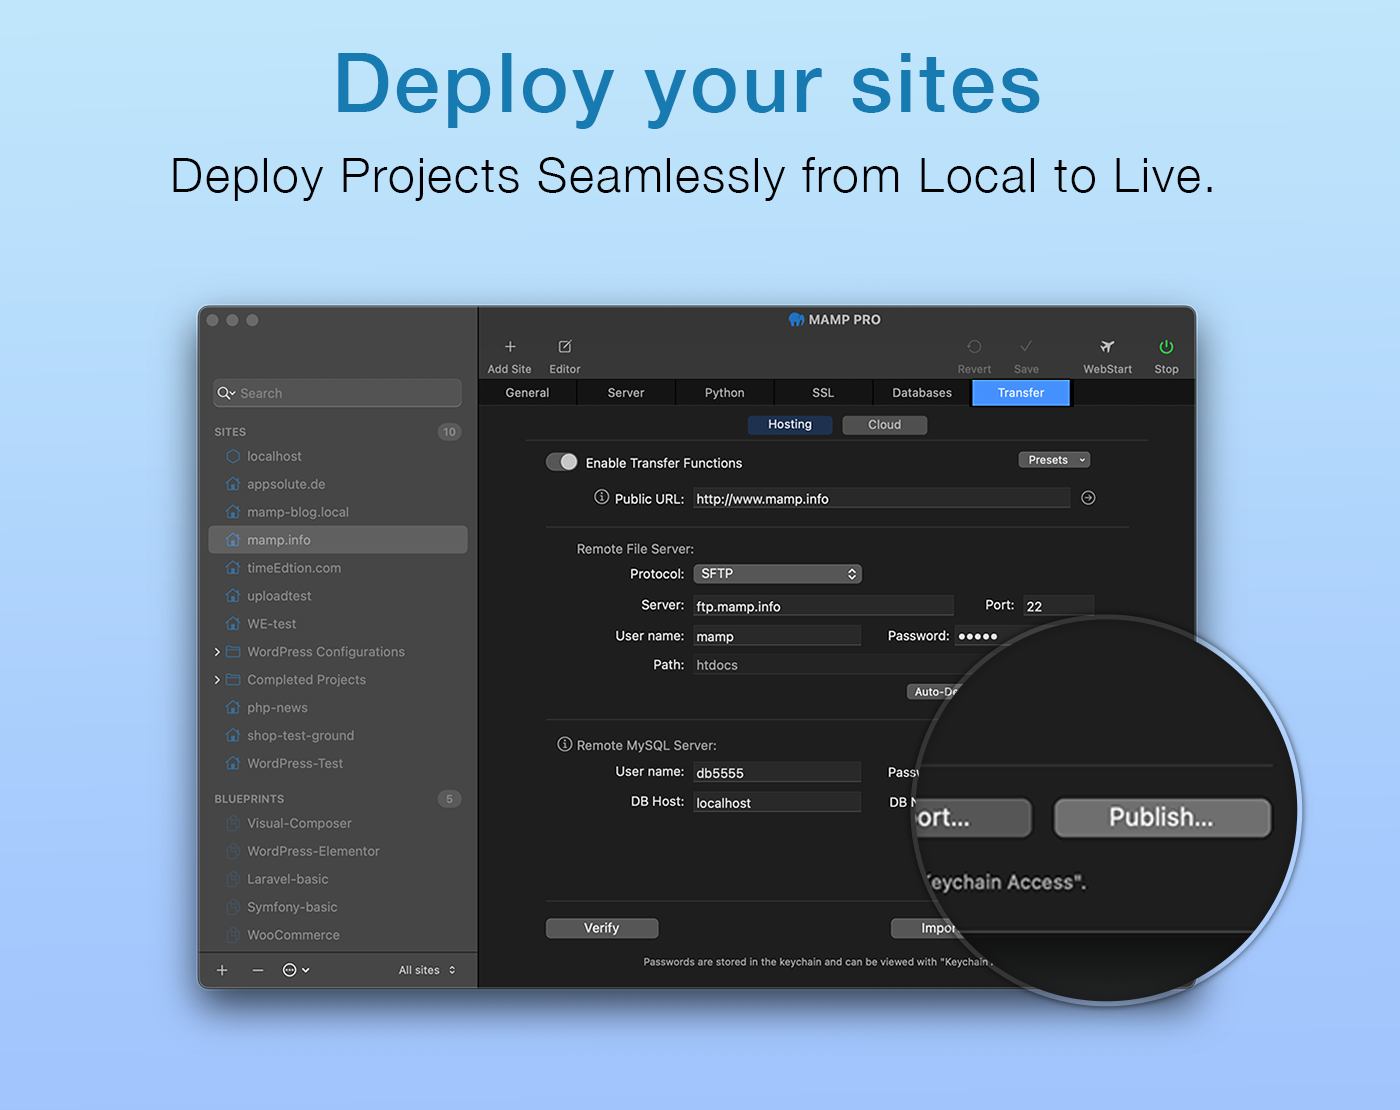 Deploy your sites
Deploy Projects Seamlessly from Local to Live.
MAMP PRO
Add Site
Editor
Revert
Save
WebStart
Stop
Search
General
Server
Python
SSL
Databases
Transfer
Hosting
Cloud
SITES 10
localhost
appsolute.de
mamp-blog.local
mamp.info
timeEdtion.com
uploadtest
WE-test
WordPress Configurations
Completed Projects
php-news
shop-test-ground
WordPress-Test
BLUEPRINTS 5
Visual-Composer
WordPress-Elementor
Laravel-basic
Symfony-basic
WooCommerce
All sites
Enable Transfer Functions
Presets
Public URL: http://www.mamp.info
Remote File Server:
Protocol: SFTP
Server: ftp.mamp.info Port: 22
User name: mamp Password: •••••
Path: htdocs
Auto-De
Remote MySQL Server:
User name: db5555 Passw
DB Host: localhost DB N
ort... Publish...
Keychain Access".
Verify
Impor
Passwords are stored in the keychain and can be viewed with "Keychain